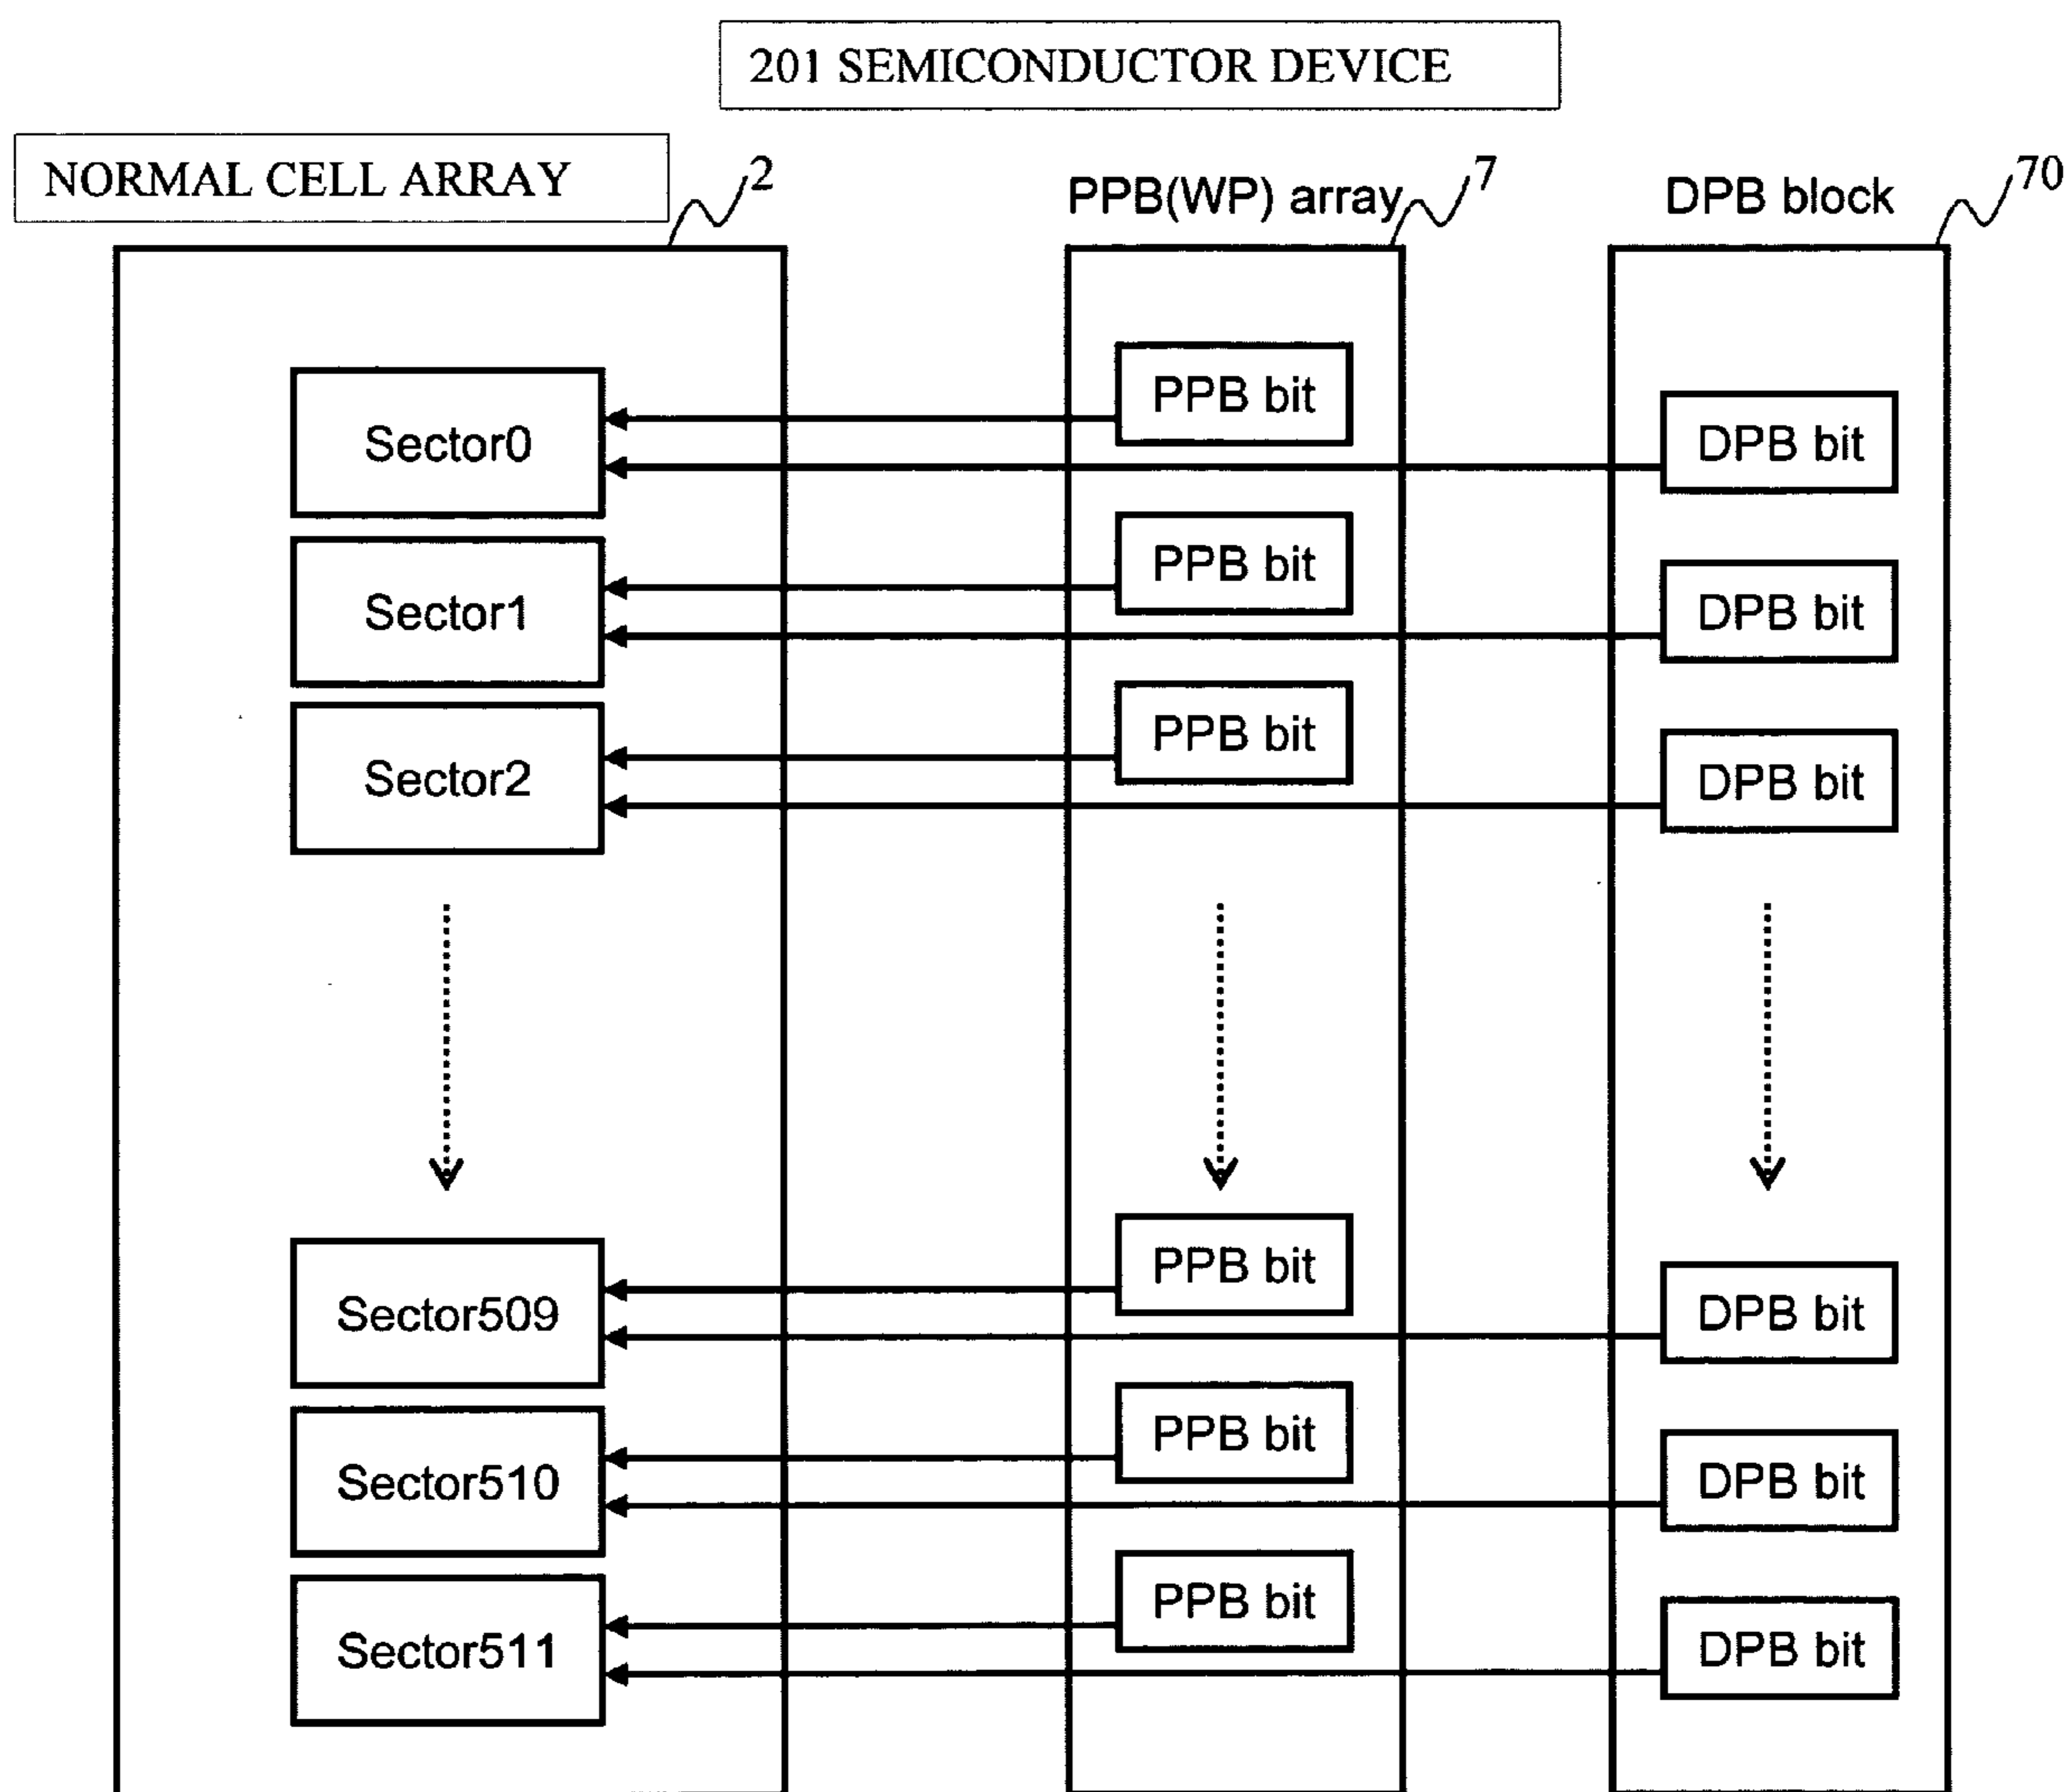 201 SEMICONDUCTOR DEVICE
NORMAL CELL ARRAY
2
PPB(WP) array
7
DPB block
70
Sector0
PPB bit
DPB bit
Sector1
PPB bit
DPB bit
Sector2
PPB bit
DPB bit
Sector509
PPB bit
DPB bit
Sector510
PPB bit
DPB bit
Sector511
PPB bit
DPB bit